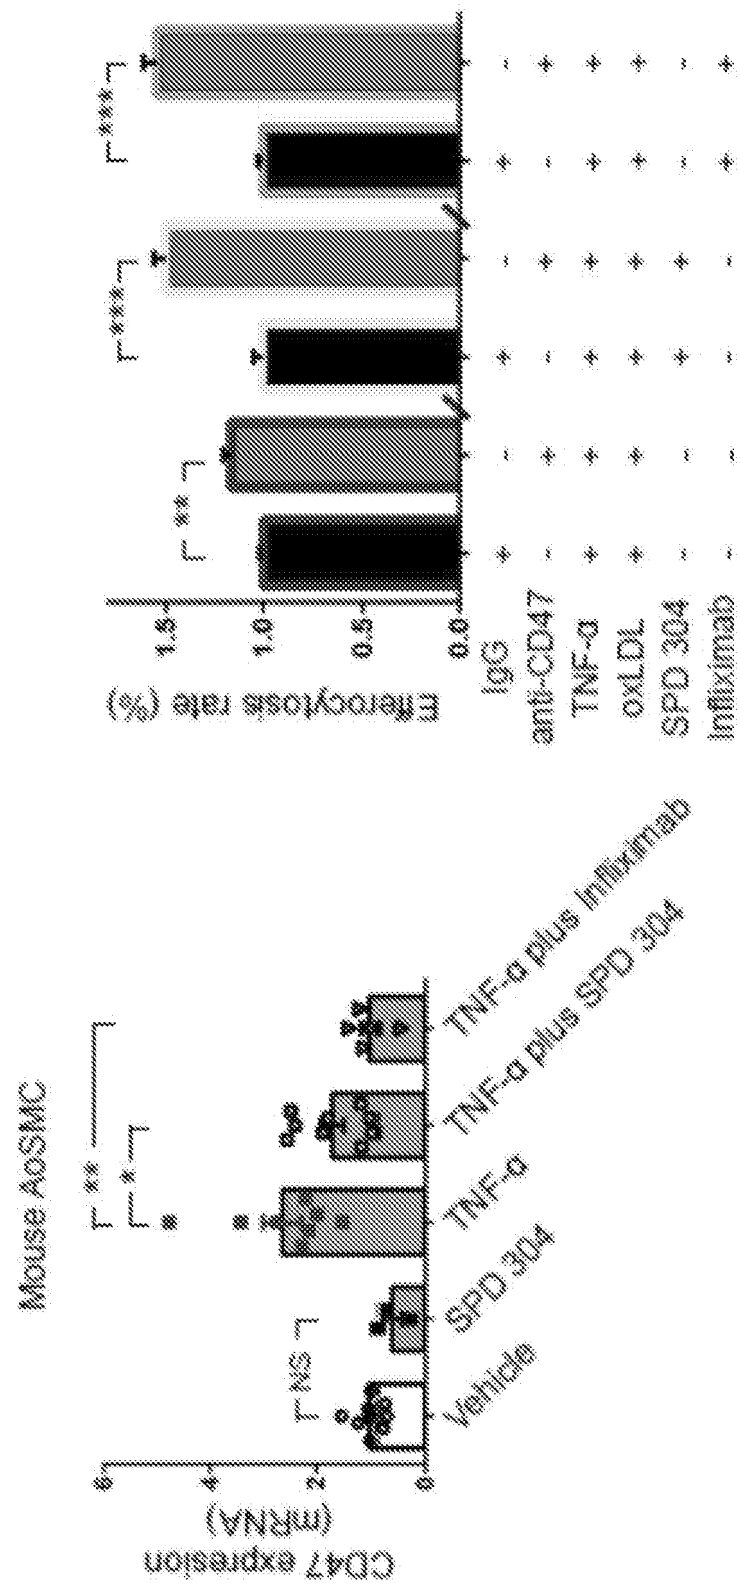 Mouse AoSMC
CD47 expression
(mRNA)
6
4
2
0
NS
*
**
Vehicle
SPD 304
TNF-α
TNF-α plus SPD 304
TNF-α plus Infliximab
Efferocytosis rate (%)
1.5
1.0
0.5
0.0
**
***
***
IgG + - + - + -
anti-CD47 - + - + - +
TNF-α + + + + + +
oxLDL + + + + + +
SPD 304 - - + + - -
Infliximab - - - - + +